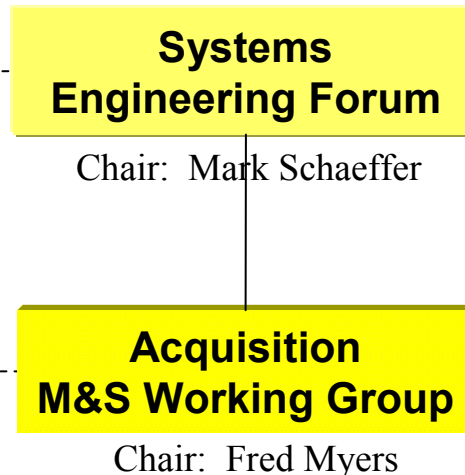 Systems
Engineering Forum
Chair: Mark Schaeffer
Acquisition
M&S Working Group
Chair: Fred Myers